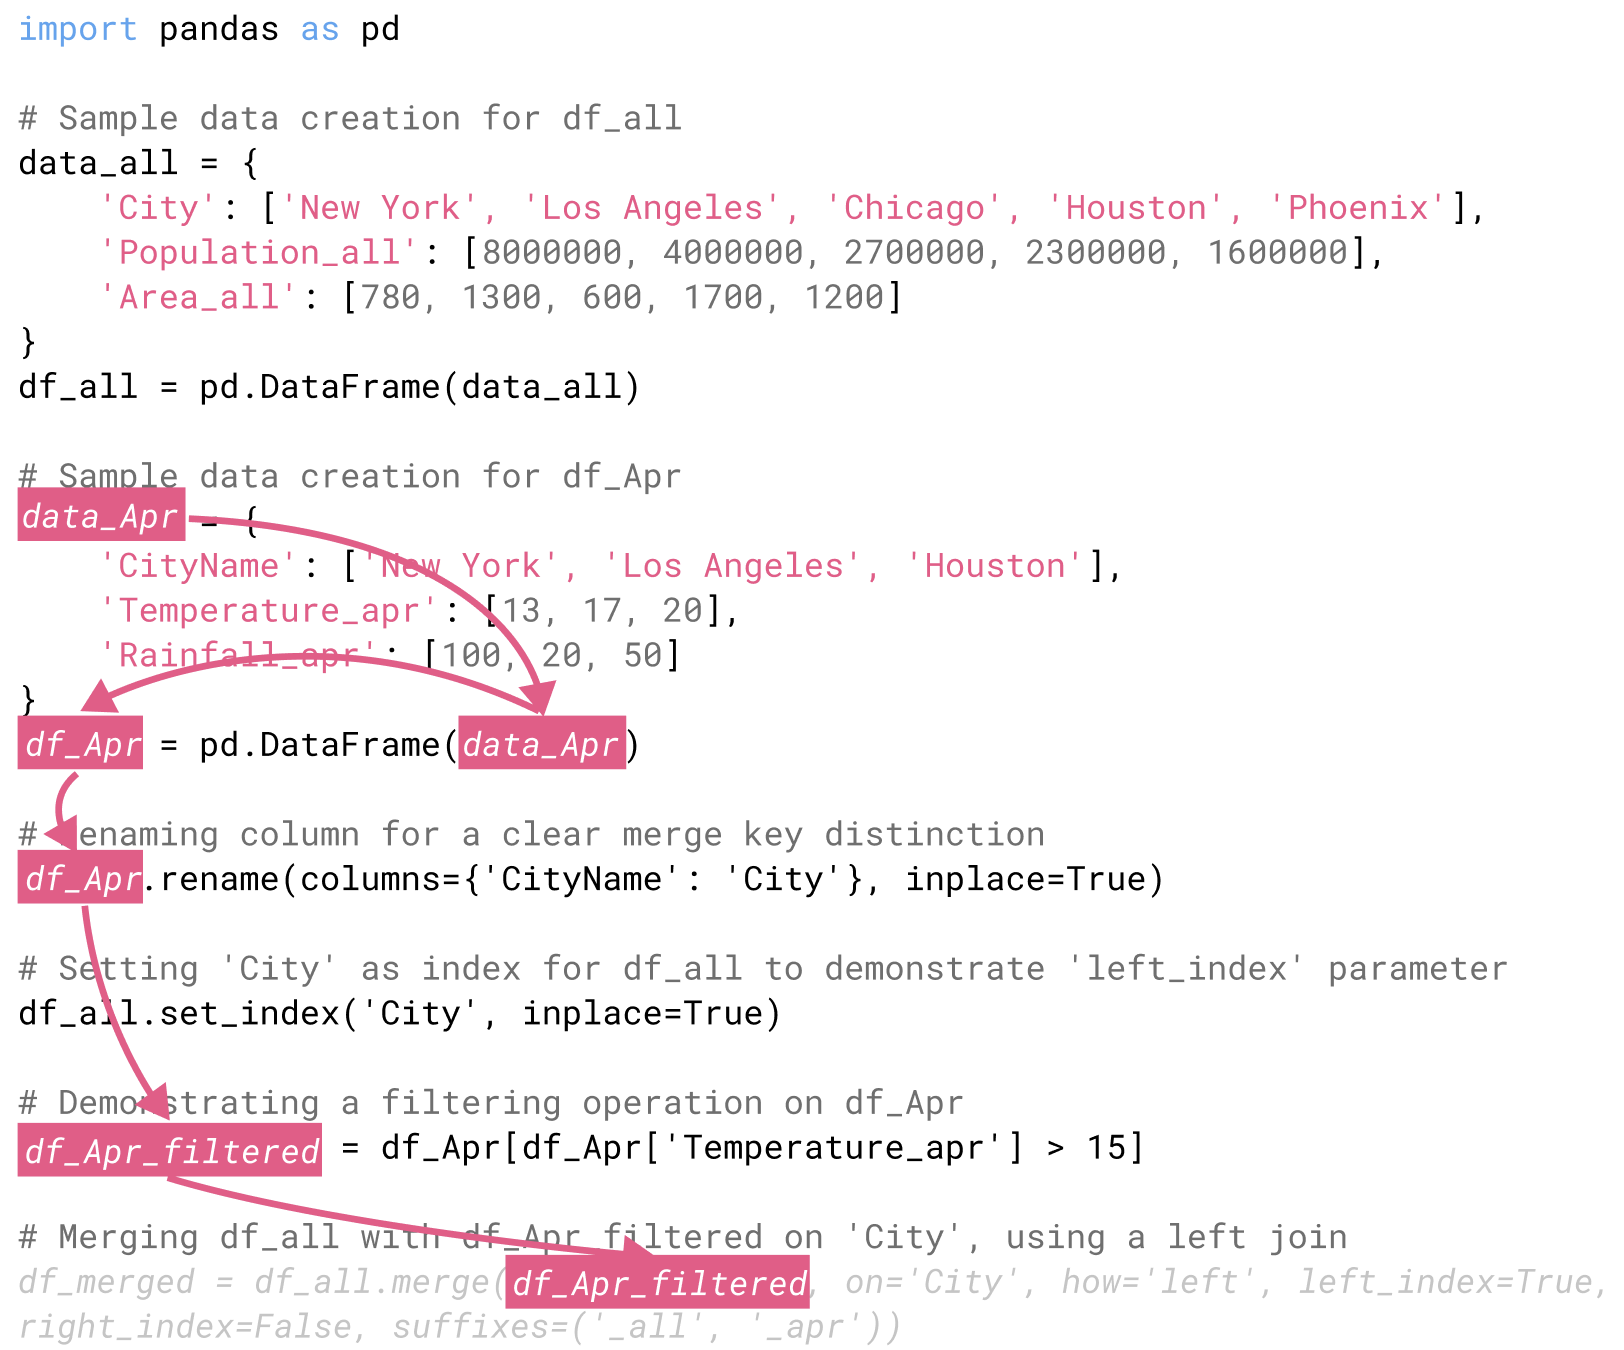 import pandas as pd
# Sample data creation for df_all
data_all = {
    'City': ['New York', 'Los Angeles', 'Chicago', 'Houston', 'Phoenix'],
    'Population_all': [8000000, 4000000, 2700000, 2300000, 1600000],
    'Area_all': [780, 1300, 600, 1700, 1200]
}
df_all = pd.DataFrame(data_all)
# Sample data creation for df_Apr
data_Apr = {
    'CityName': ['New York', 'Los Angeles', 'Houston'],
    'Temperature_apr': [13, 17, 20],
    'Rainfall_apr': [100, 20, 50]
}
df_Apr = pd.DataFrame(data_Apr)
# Renaming column for a clear merge key distinction
df_Apr.rename(columns={'CityName': 'City'}, inplace=True)
# Setting 'City' as index for df_all to demonstrate 'left_index' parameter
df_all.set_index('City', inplace=True)
# Demonstrating a filtering operation on df_Apr
df_Apr_filtered = df_Apr[df_Apr['Temperature_apr'] > 15]
# Merging df_all with df_Apr_filtered on 'City', using a left join
df_merged = df_all.merge(df_Apr_filtered, on='City', how='left', left_index=True,
right_index=False, suffixes=('_all', '_apr'))